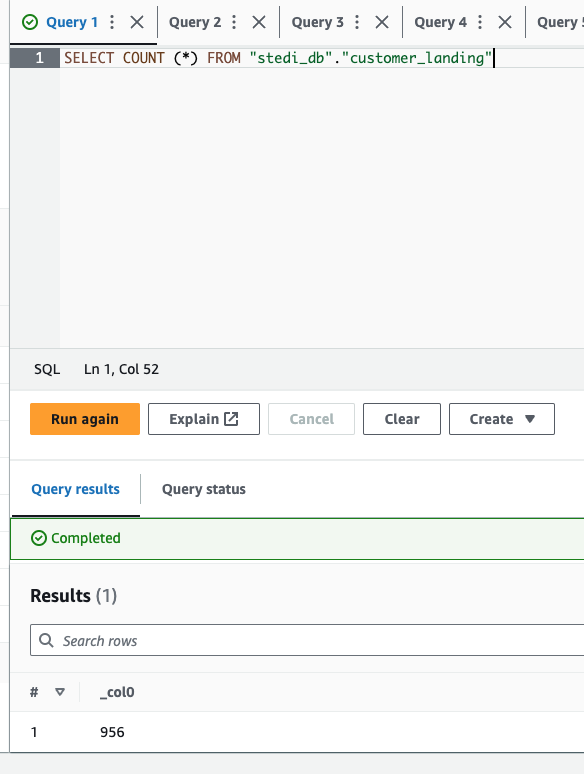 Query 1 Query 2 Query 3 Query 4 Query 5
1 SELECT COUNT (*) FROM "stedi_db"."customer_landing"
SQL Ln 1, Col 52
Run again Explain Cancel Clear Create
Query results Query status
Completed
Results (1)
Search rows
# _col0
1 956